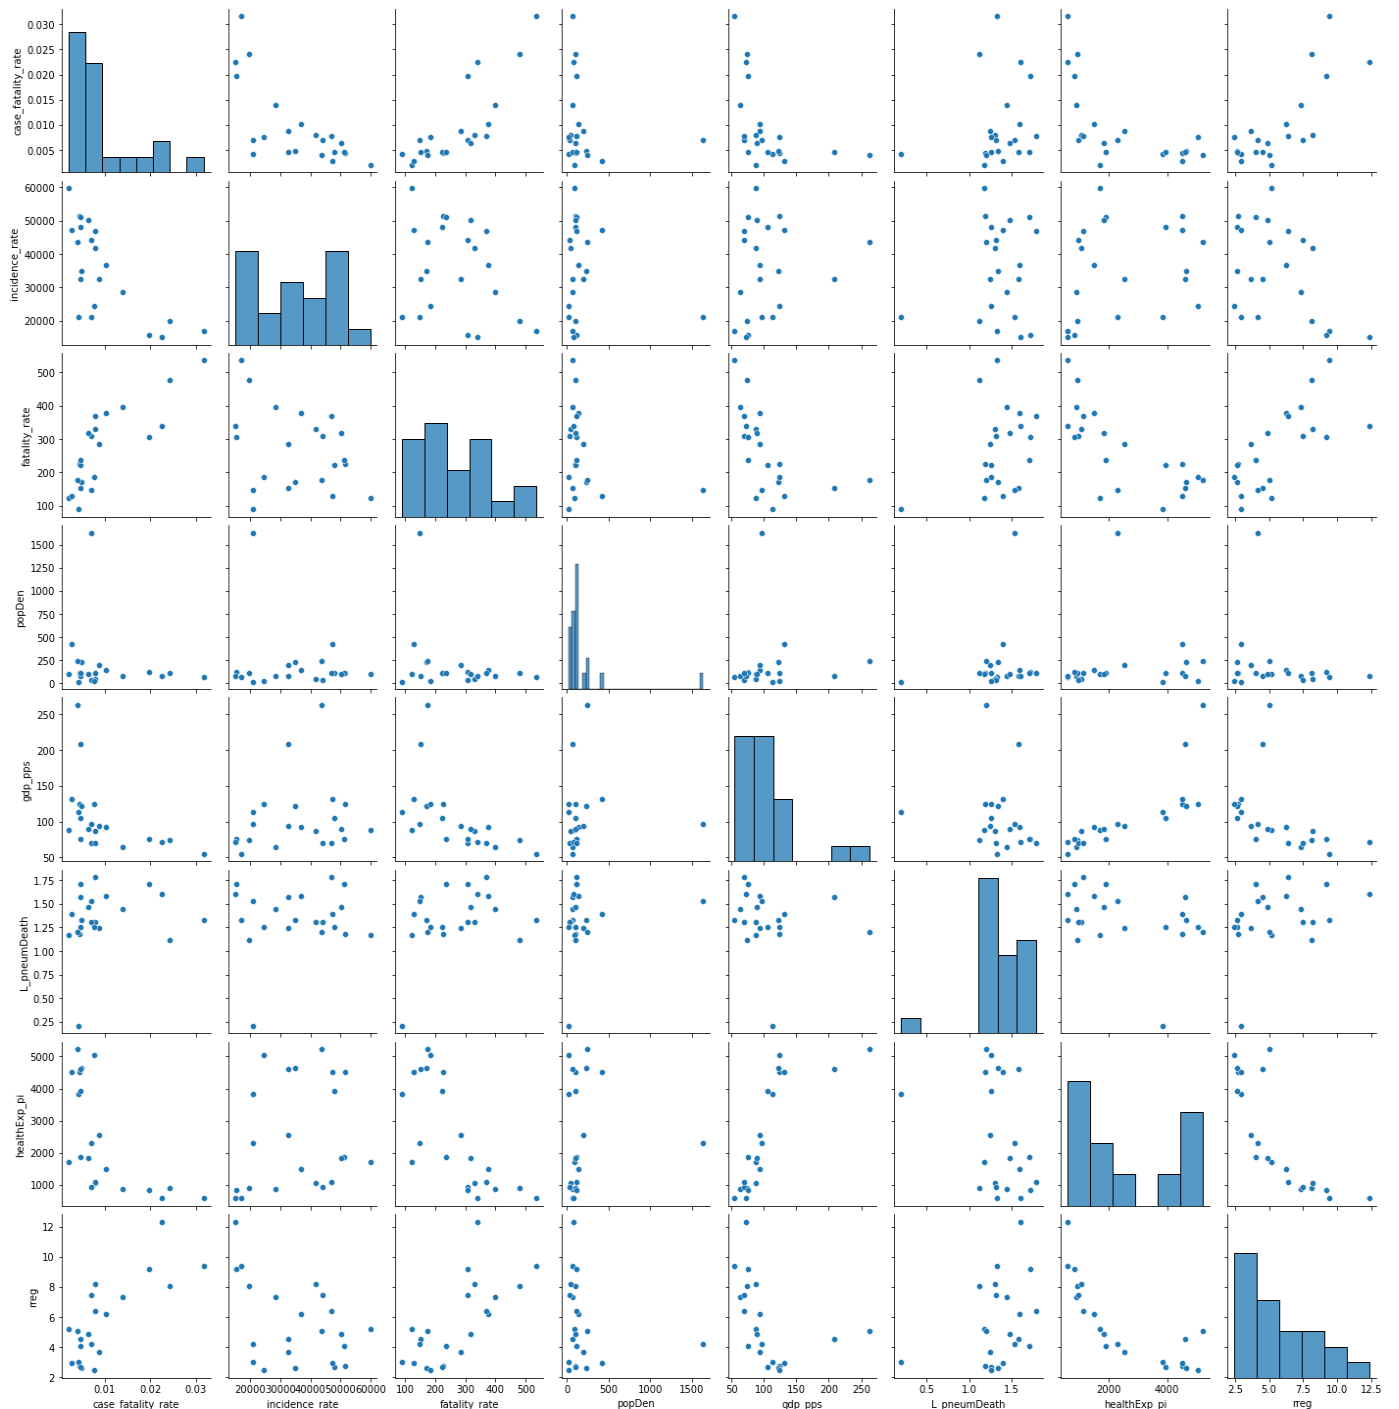 case_fatality_rate
0.030
0.025
0.020
0.015
0.010
0.005
incidence_rate
60000
50000
40000
30000
20000
fatality_rate
500
400
300
200
100
popDen
1500
1250
1000
750
500
250
0
gdp_pps
250
200
150
100
50
L_pneumDeath
1.75
1.50
1.25
1.00
0.75
0.50
0.25
healthExp_pi
5000
4000
3000
2000
1000
rreg
12
10
8
6
4
2
0.01 0.02 0.03
case_fatality_rate
20000 30000 40000 50000 60000
incidence_rate
100 200 300 400 500
fatality_rate
0 500 1000 1500
popDen
50 100 150 200 250
gdp_pps
0.5 1.0 1.5
L_pneumDeath
2000 4000
healthExp_pi
2.5 5.0 7.5 10.0 12.5
rreg